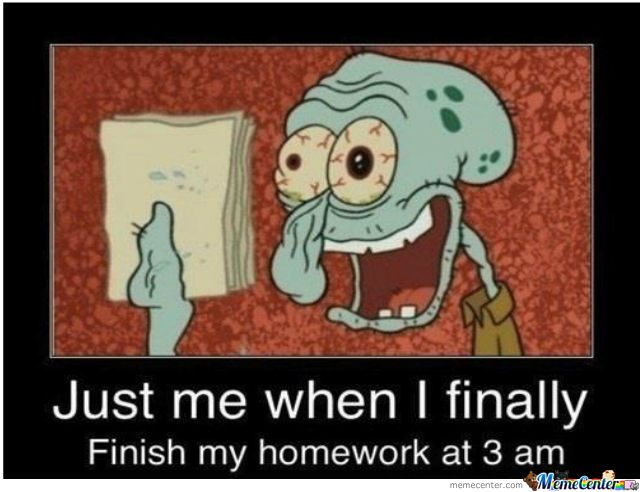 Just me when I finally
Finish my homework at 3 am
memecenter.com MemeCenter